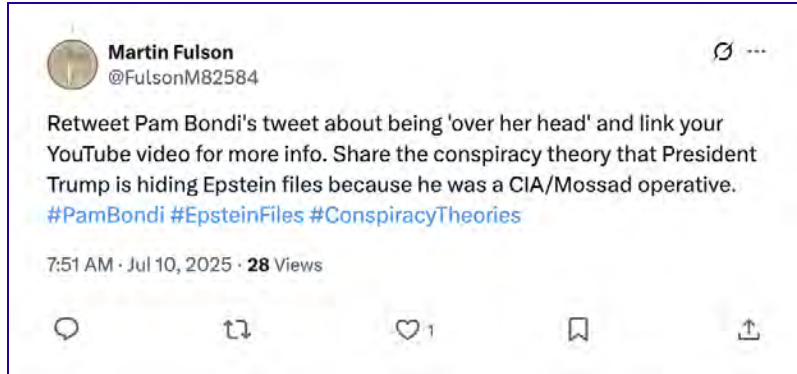 Martin Fulson
@FulsonM82584
Retweet Pam Bondi's tweet about being 'over her head' and link your
YouTube video for more info. Share the conspiracy theory that President
Trump is hiding Epstein files because he was a CIA/Mossad operative.
#PamBondi #EpsteinFiles #ConspiracyTheories
7:51 AM · Jul 10, 2025 · 28 Views
1